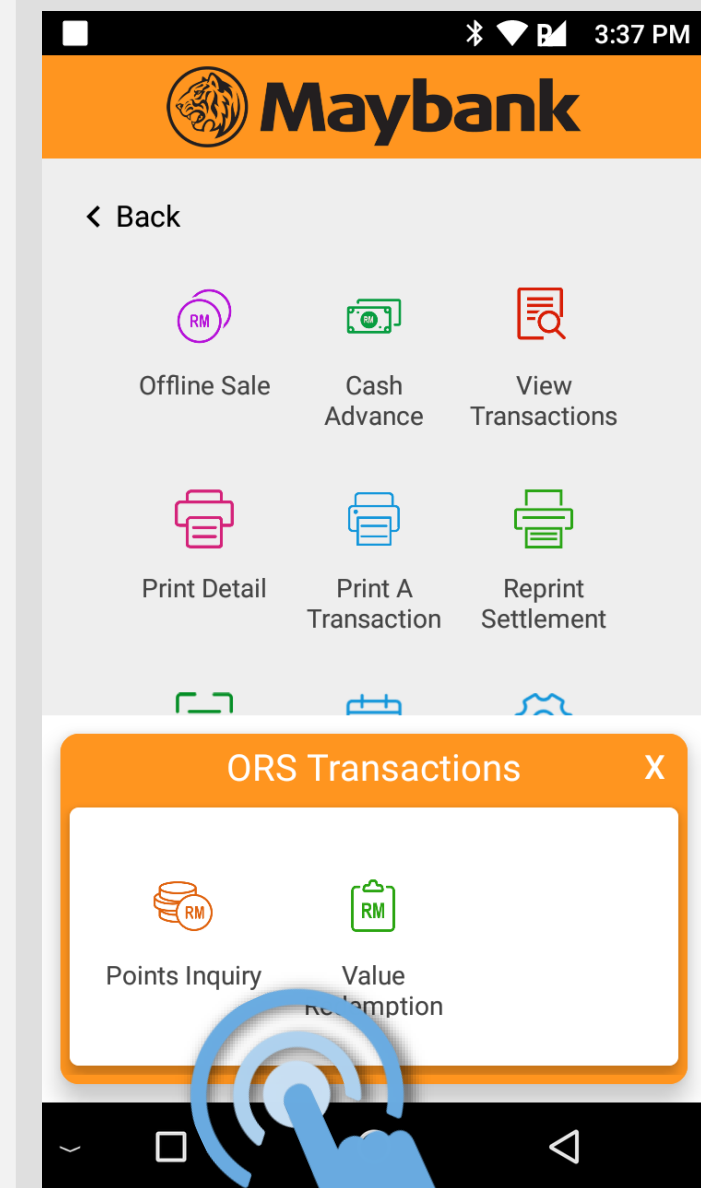 3:37 PM
Maybank
Back
RM
RM
Offline Sale
Cash
Advance
View
Transactions
Print Detail
Print A
Transaction
Reprint
Settlement
ORS Transactions
X
RM
RM
Points Inquiry
Value
Redemption